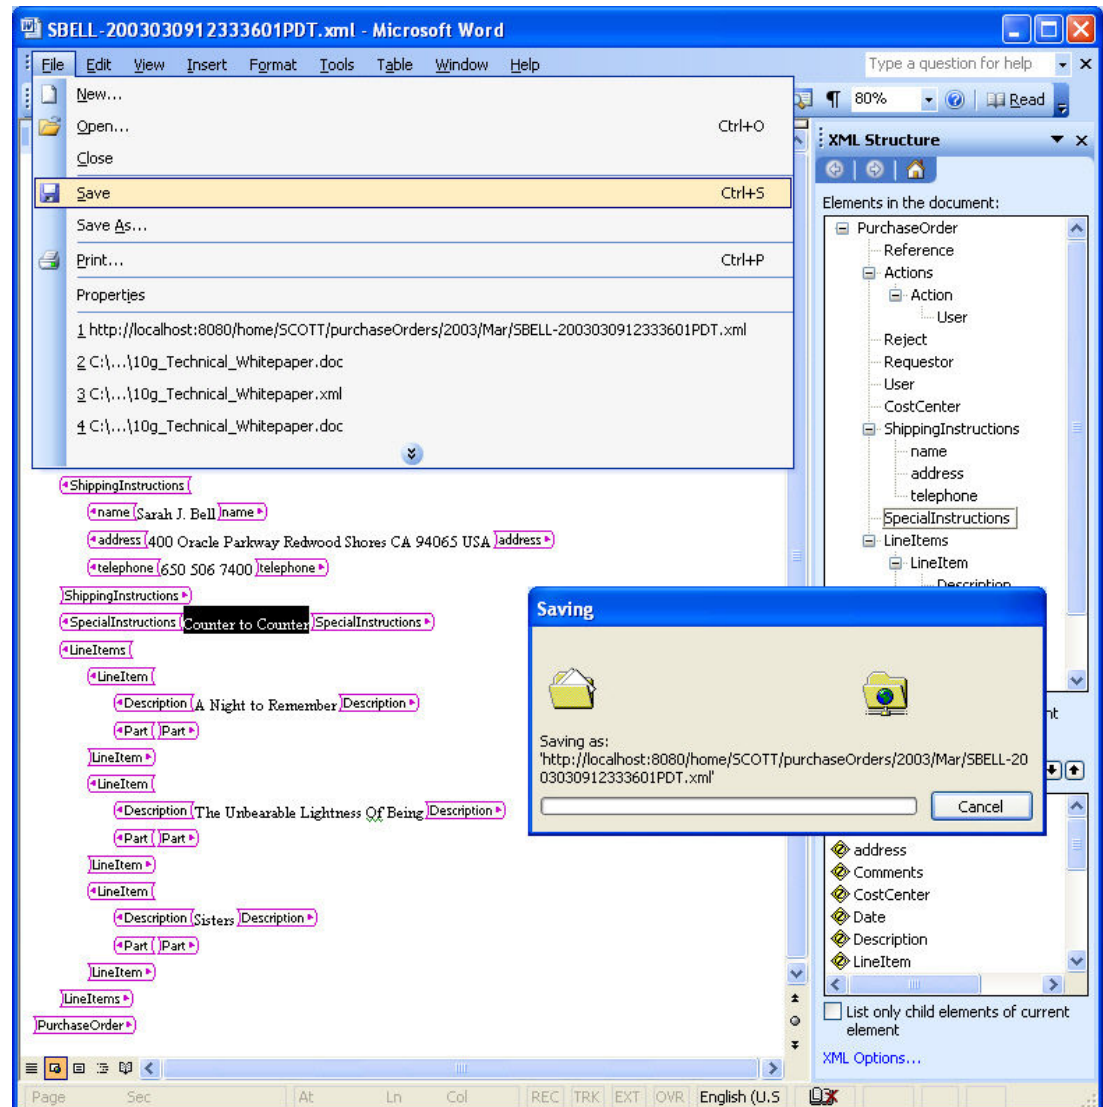 SBELL-2003030912333601PDT.xml - Microsoft Word
File Edit View Insert Format Tools Table Window Help
Type a question for help
80%
Read
New...
Open... Ctrl+O
Close
Save Ctrl+S
Save As...
Print... Ctrl+P
Properties
1 http://localhost:8080/home/SCOTT/purchaseOrders/2003/Mar/SBELL-2003030912333601PDT.xml
2 C:\...\10g_Technical_Whitepaper.doc
3 C:\...\10g_Technical_Whitepaper.xml
4 C:\...\10g_Technical_Whitepaper.doc
ShippingInstructions
name Sarah J. Bell name
address 400 Oracle Parkway Redwood Shores CA 94065 USA address
telephone 650 506 7400 telephone
ShippingInstructions
SpecialInstructions Counter to Counter SpecialInstructions
LineItems
LineItem
Description A Night to Remember Description
Part Part
LineItem
LineItem
Description The Unbearable Lightness Of Being Description
Part Part
LineItem
LineItem
Description Sisters Description
Part Part
LineItem
LineItems
PurchaseOrder
XML Structure
Elements in the document:
PurchaseOrder
Reference
Actions
Action
User
Reject
Requestor
User
CostCenter
ShippingInstructions
name
address
telephone
SpecialInstructions
LineItems
LineItem
Description
Saving
Saving as:
'http://localhost:8080/home/SCOTT/purchaseOrders/2003/Mar/SBELL-20
03030912333601PDT.xml'
Cancel
address
Comments
CostCenter
Date
Description
LineItem
List only child elements of current
element
XML Options...
Page Sec At Ln Col REC TRK EXT OVR English (U.S